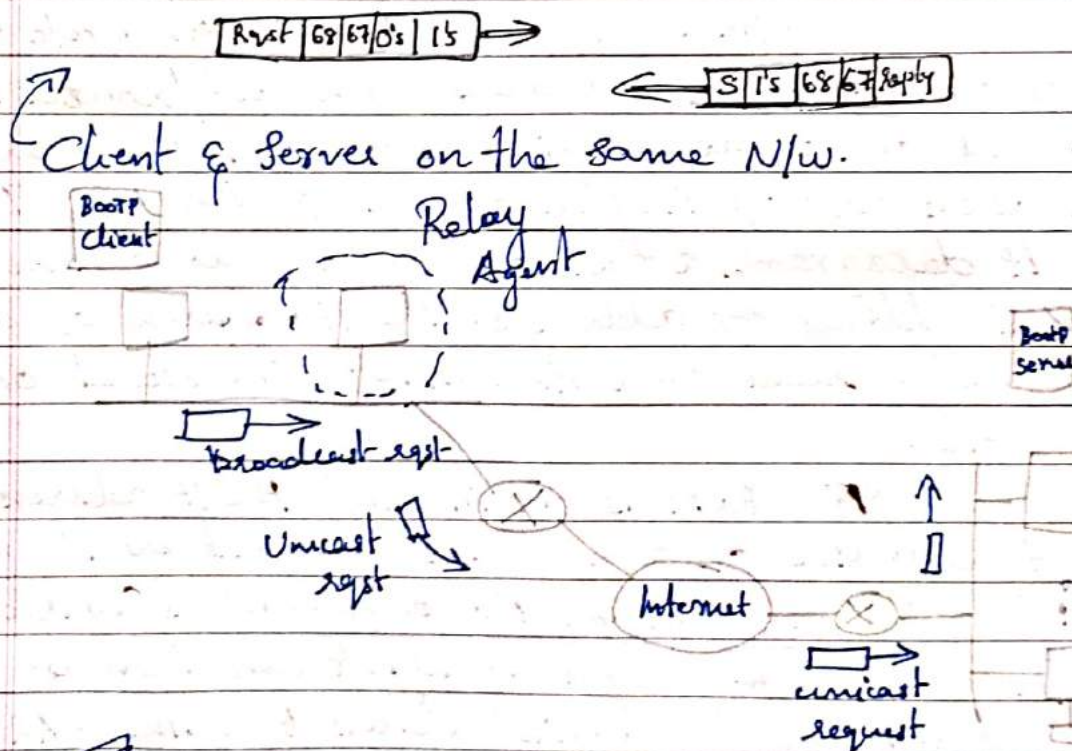 Rqst 68 67 0's 1's
S 1's 68 67 Reply
Client & Server on the same N/w.
BOOTP
Client
Relay
Agent
BootP
Broadcast rqst
Unicast
rqst
Internet
unicast
request